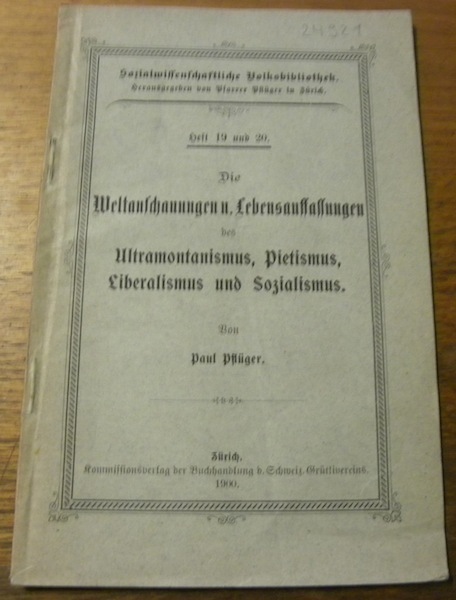 24921
Sozialwissenschaftliche Volksbibliothek.
Herausgegeben von Pfarrer Pflüger in Zürich.
Heft 19 und 20.
Die
Weltanschauungen u. Lebensauffassungen
des
Ultramontanismus, Pietismus,
Liberalismus und Sozialismus.
Von
Paul Pflüger.
Zürich.
Kommissionsverlag der Buchhandlung d. Schweiz. Grütlivereins.
1900.